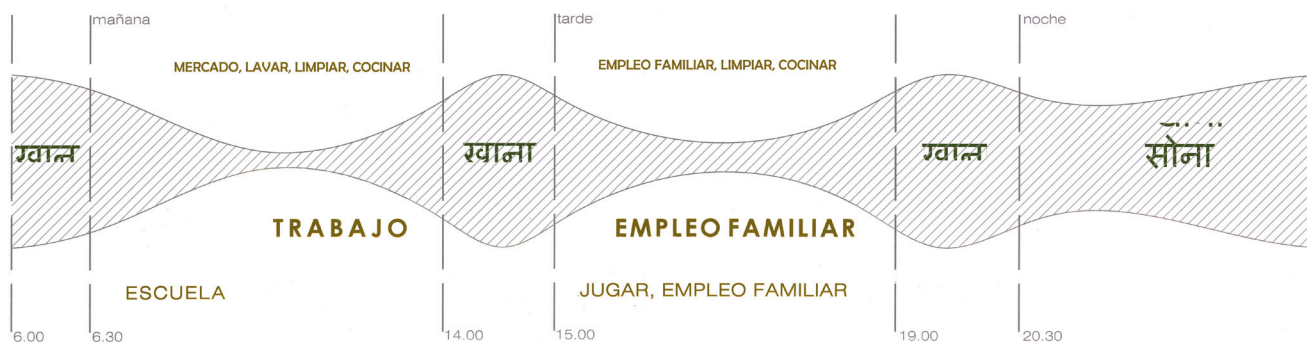 mañana
tarde
noche
MERCADO, LAVAR, LIMPIAR, COCINAR
EMPLEO FAMILIAR, LIMPIAR, COCINAR
खाना
सोना
TRABAJO
EMPLEO FAMILIAR
ESCUELA
JUGAR, EMPLEO FAMILIAR
6.00
6.30
14.00
15.00
19.00
20.30